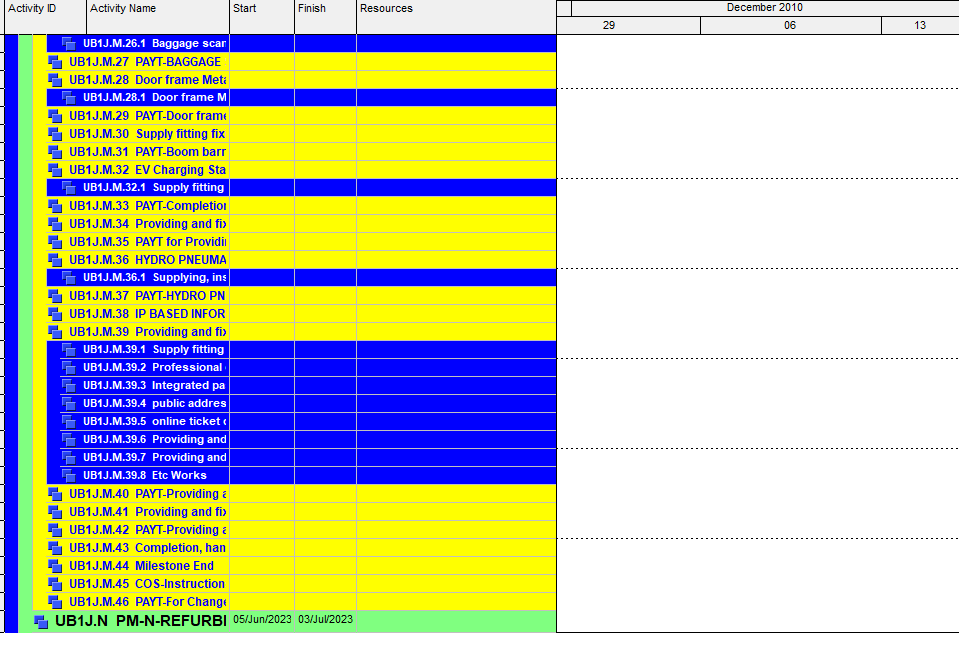 Activity ID Activity Name Start Finish Resources December 2010
29 06 13
UB1J.M.26.1 Baggage scan
UB1J.M.27 PAYT-BAGGAGE
UB1J.M.28 Door frame Meta
UB1J.M.28.1 Door frame M
UB1J.M.29 PAYT-Door frame
UB1J.M.30 Supply fitting fix
UB1J.M.31 PAYT-Boom barr
UB1J.M.32 EV Charging Sta
UB1J.M.32.1 Supply fitting
UB1J.M.33 PAYT-Completion
UB1J.M.34 Providing and fix
UB1J.M.35 PAYT for Providin
UB1J.M.36 HYDRO PNEUMA
UB1J.M.36.1 Supplying, ins
UB1J.M.37 PAYT-HYDRO PN
UB1J.M.38 IP BASED INFOR
UB1J.M.39 Providing and fix
UB1J.M.39.1 Supply fitting
UB1J.M.39.2 Professional
UB1J.M.39.3 Integrated pa
UB1J.M.39.4 public addres
UB1J.M.39.5 online ticket c
UB1J.M.39.6 Providing and
UB1J.M.39.7 Providing and
UB1J.M.39.8 Etc Works
UB1J.M.40 PAYT-Providing a
UB1J.M.41 Providing and fix
UB1J.M.42 PAYT-Providing a
UB1J.M.43 Completion, han
UB1J.M.44 Milestone End
UB1J.M.45 COS-Instruction
UB1J.M.46 PAYT-For Change
UB1J.N PM-N-REFURBI 05/Jun/2023 03/Jul/2023